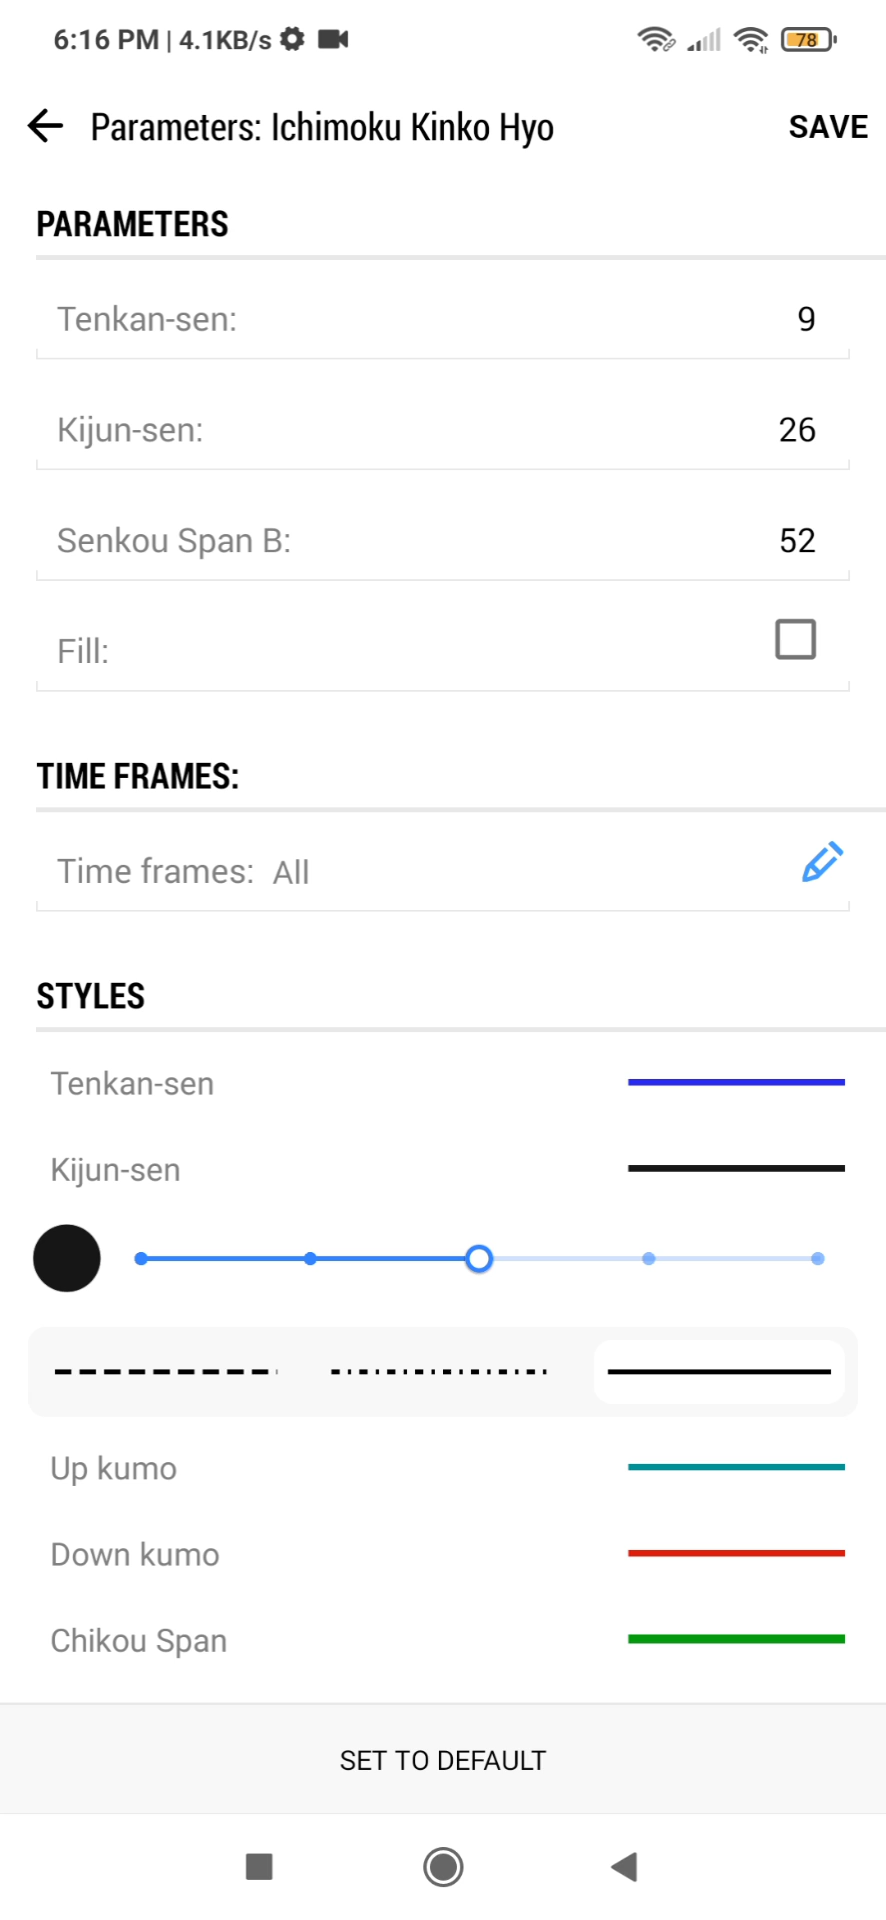 6:16 PM | 4.1KB/s 78
Parameters: Ichimoku Kinko Hyo SAVE
PARAMETERS
Tenkan-sen: 9
Kijun-sen: 26
Senkou Span B: 52
Fill:
TIME FRAMES:
Time frames: All
STYLES
Tenkan-sen
Kijun-sen
Up kumo
Down kumo
Chikou Span
SET TO DEFAULT